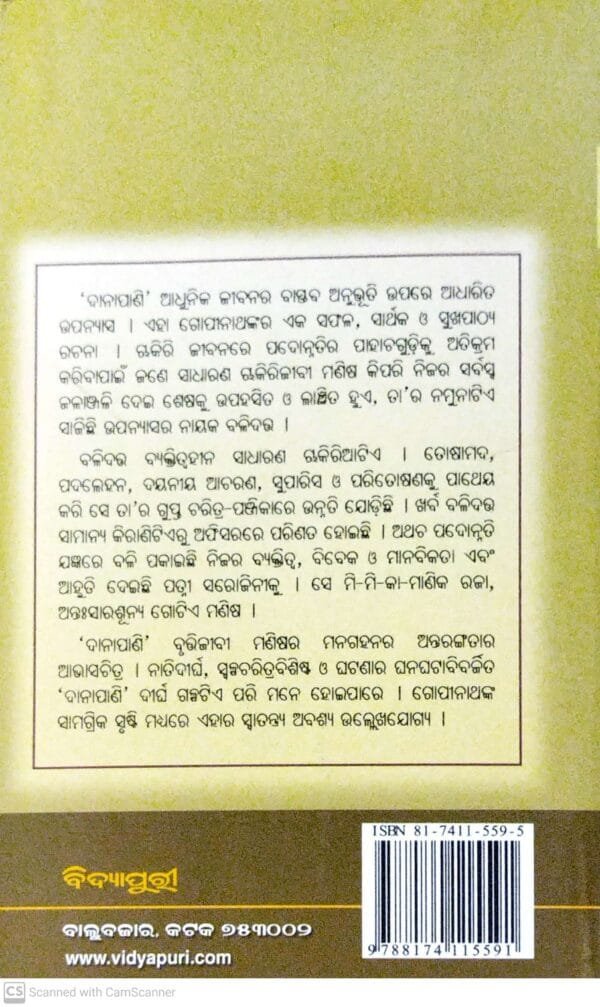 'ଦାନାପାଣି' ଆଧୁନିକ ଜୀବନର ବାସ୍ତବ ଅନୁଭୂତି ଉପରେ ଆଧାରିତ
ଉପନ୍ୟାସ । ଏହା ଗୋପୀନାଥଙ୍କର ଏକ ସଫଳ, ସାର୍ଥକ ଓ ସୁଖପାଠ୍ୟ
ରଚନା । ଚାକିରି ଜୀବନରେ ପଦୋନ୍ନତିର ପାହାଚଗୁଡ଼ିକୁ ଅତିକ୍ରମ
କରିବାପାଇଁ ଜଣେ ସାଧାରଣ ଚାକିରିଜୀବୀ ମଣିଷ କିପରି ନିଜର ସର୍ବସ୍ୱ
ଜଳାଞ୍ଜଳି ଦେଇ ଶେଷକୁ ଉପହସିତ ଓ ଲାଞ୍ଛିତ ହୁଏ, ତା'ର ନମୁନାଟିଏ
ସାଜିଛି ଉପନ୍ୟାସର ନାୟକ ବଳିଦତ୍ତ ।
ବଳିଦତ୍ତ ବ୍ୟକ୍ତିତ୍ୱହୀନ ସାଧାରଣ ଚାକିରିଆଟିଏ । ତୋଷାମଦ,
ପଦଲେହନ, ଦୟନୀୟ ଆଚରଣ, ସୁପାରିସ ଓ ପରିତୋଷଣକୁ ପାଥେୟ
କରି ସେ ତା'ର ଗୁପ୍ତ ଚରିତ୍ର-ପଞ୍ଜିକାରେ ଉନ୍ନତି ଯୋଡ଼ିଛି । ଖର୍ବ ବଳିଦତ୍ତ
ସାମାନ୍ୟ କିରାଣିଟିଏରୁ ଅଫିସରରେ ପରିଣତ ହୋଇଛି । ଅଥଚ ପଦୋନ୍ନତି
ଯଜ୍ଞରେ ବଳି ପକାଇଛି ନିଜର ବ୍ୟକ୍ତିତ୍ୱ, ବିବେକ ଓ ମାନବିକତା ଏବଂ
ଆହୁତି ଦେଇଛି ପତ୍ନୀ ସରୋଜିନୀକୁ । ସେ ମି-ମି-କା-ମାଣିକ ରଜା,
ଅନ୍ତଃସାରଶୂନ୍ୟ ଗୋଟିଏ ମଣିଷ ।
'ଦାନାପାଣି' ବୃତ୍ତିଜୀବୀ ମଣିଷର ମନଗହନର ଅନ୍ତରଙ୍ଗତାର
ଆଭାସଚିତ୍ର । ନାତିଦୀର୍ଘ, ସ୍ୱଳ୍ପଚରିତ୍ରବିଶିଷ୍ଟ ଓ ଘଟଣାର ଘନଘଟାବିବର୍ଜିତ
'ଦାନାପାଣି' ଦୀର୍ଘ ଗଳ୍ପଟିଏ ପରି ମନେ ହୋଇପାରେ । ଗୋପୀନାଥଙ୍କ
ସାମଗ୍ରିକ ସୃଷ୍ଟି ମଧ୍ୟରେ ଏହାର ସ୍ୱାତନ୍ତ୍ର୍ୟ ଅବଶ୍ୟ ଉଲ୍ଲେଖଯୋଗ୍ୟ ।
ISBN 81-7411-559-5
9 788174 115591
ବିଦ୍ୟାପୁରୀ
ବାଲୁବଜାର, କଟକ ୭୫୩୦୦୨
www.vidyapuri.com
CS Scanned with CamScanner